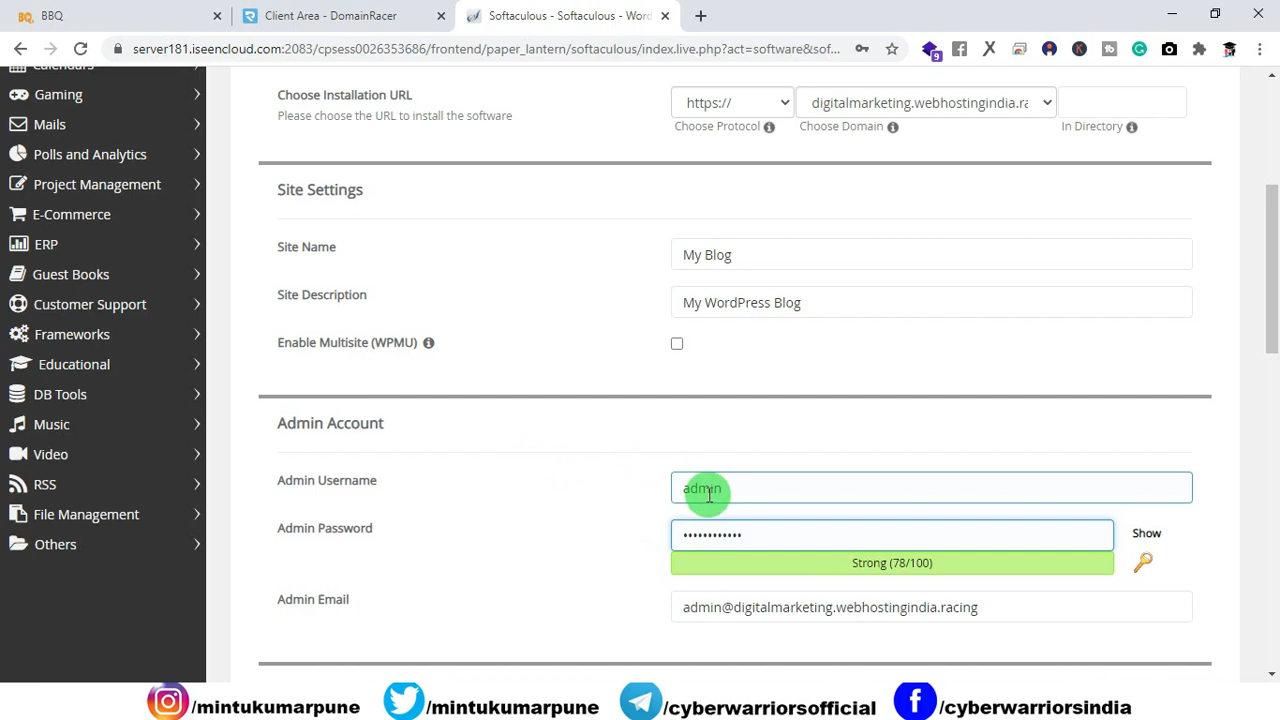 BBQ
Client Area - DomainRacer
Softaculous - Softaculous - Word
server181.iseencloud.com:2083/cpsess0026353686/frontend/paper_lantern/softaculous/index.live.php?act=software&sof...
9
Calendars
Gaming
Mails
Polls and Analytics
Project Management
E-Commerce
ERP
Guest Books
Customer Support
Frameworks
Educational
DB Tools
Music
Video
RSS
File Management
Others
Choose Installation URL
Please choose the URL to install the software
https://
digitalmarketing.webhostingindia.ra
Choose Protocol
Choose Domain
In Directory
Site Settings
Site Name
My Blog
Site Description
My WordPress Blog
Enable Multisite (WPMU)
Admin Account
Admin Username
admin
Admin Password
••••••••••••
Show
Strong (78/100)
Admin Email
admin@digitalmarketing.webhostingindia.racing
/mintukumarpune
/mintukumarpune
/cyberwarriorsofficial
/cyberwarriorsindia